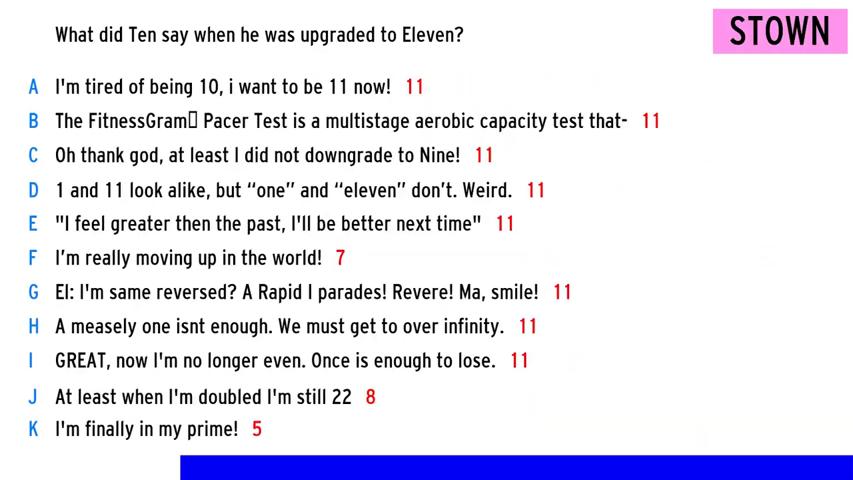 What did Ten say when he was upgraded to Eleven?
STOWN
A I'm tired of being 10, i want to be 11 now! 11
B The FitnessGram▯ Pacer Test is a multistage aerobic capacity test that- 11
C Oh thank god, at least I did not downgrade to Nine! 11
D 1 and 11 look alike, but “one” and “eleven” don’t. Weird. 11
E "I feel greater then the past, I'll be better next time" 11
F I’m really moving up in the world! 7
G El: I'm same reversed? A Rapid I parades! Revere! Ma, smile! 11
H A measely one isnt enough. We must get to over infinity. 11
I GREAT, now I'm no longer even. Once is enough to lose. 11
J At least when I'm doubled I'm still 22 8
K I'm finally in my prime! 5